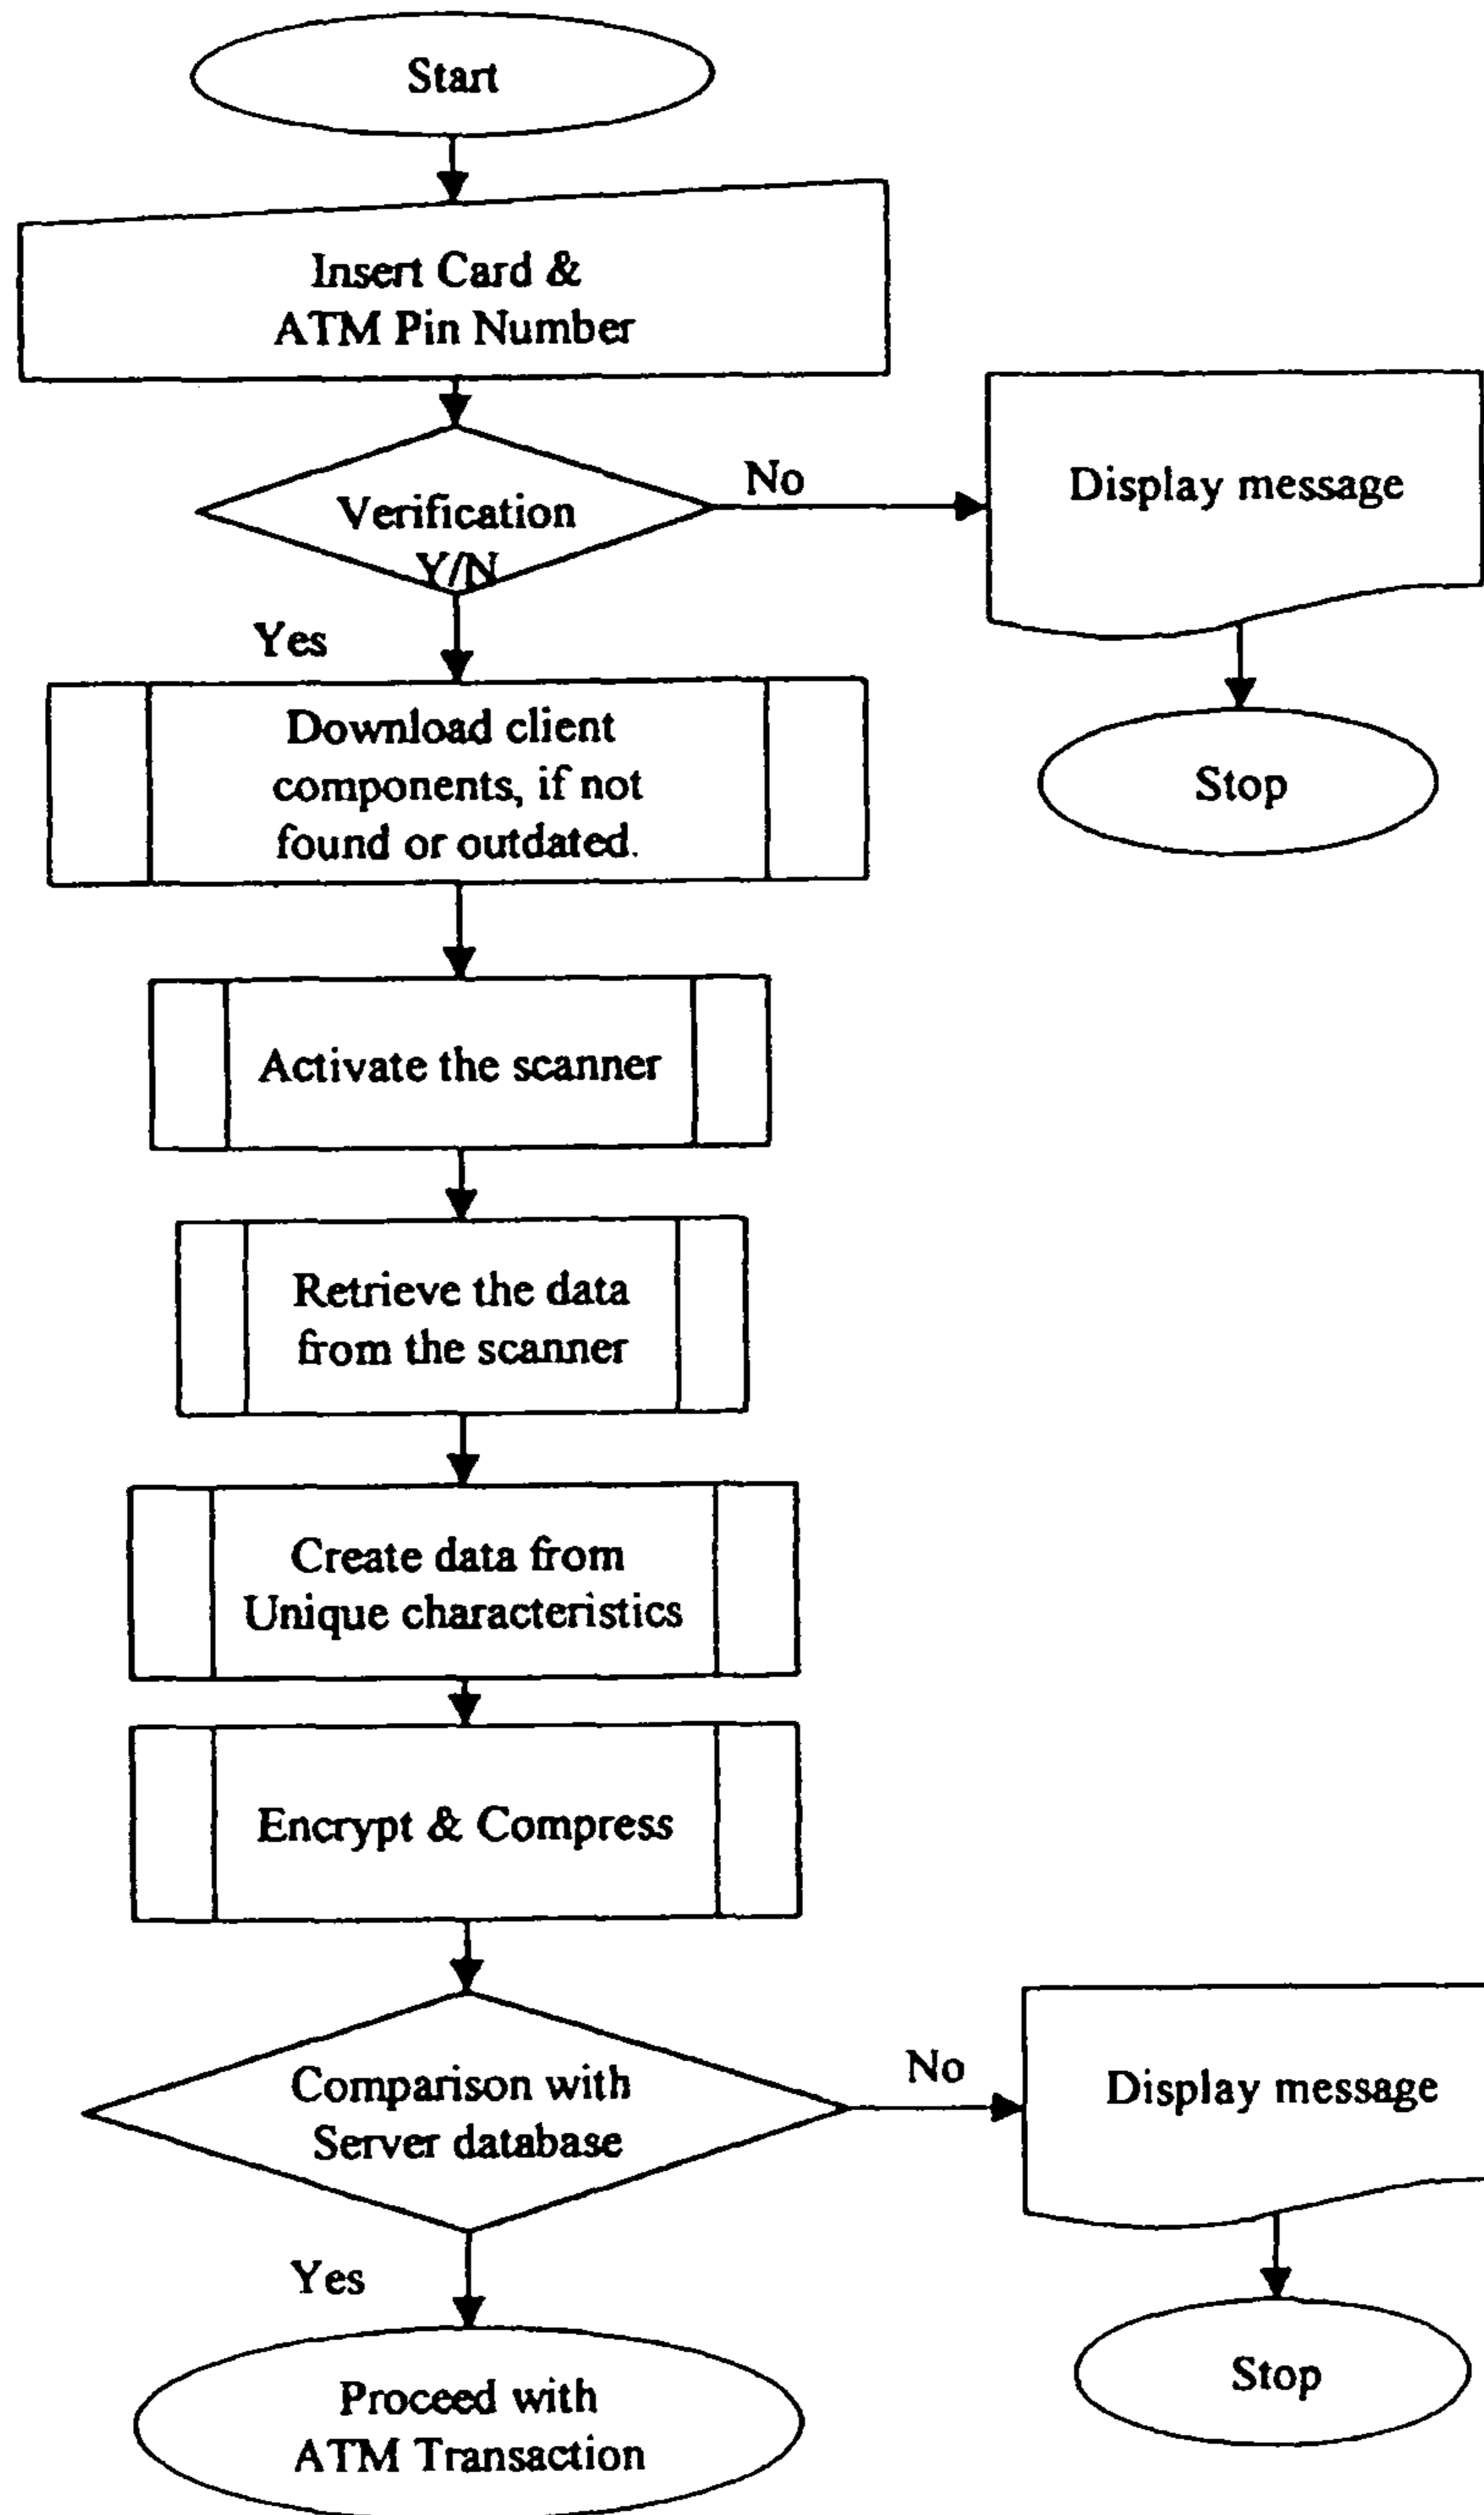 Start
Insert Card &
ATM Pin Number
Verification
Y/N
No
Display message
Yes
Stop
Download client
components, if not
found or outdated.
Activate the scanner
Retrieve the data
from the scanner
Create data from
Unique characteristics
Encrypt & Compress
Comparison with
Server database
No
Display message
Yes
Stop
Proceed with
ATM Transaction